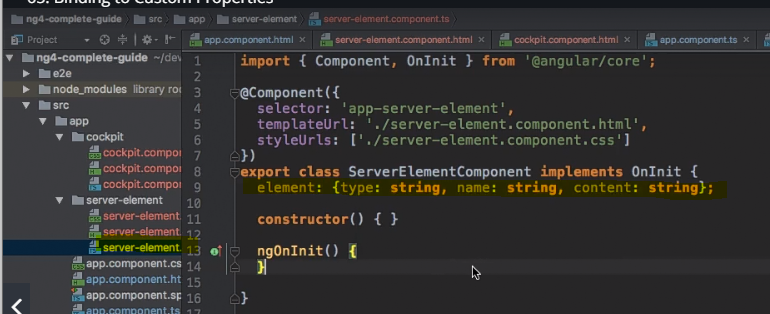 05. Binding to Custom Properties
ng4-complete-guide src app server-element server-element.component.ts
Project
app.component.html × server-element.component.html × cockpit.component.html × app.component.ts ×
ng4-complete-guide ~/dev
e2e
node_modules library roo
src
app
cockpit
cockpit.compo
cockpit.compo
cockpit.compo
server-element
server-element.
server-element.
server-element.
app.component.cs
app.component.ht
app.component.sp
app.component.ts
1 import { Component, OnInit } from '@angular/core';
2
3 @Component({
4 selector: 'app-server-element',
5 templateUrl: './server-element.component.html',
6 styleUrls: ['./server-element.component.css']
7 })
8 export class ServerElementComponent implements OnInit {
9 element: {type: string, name: string, content: string};
10
11 constructor() { }
12
13 ngOnInit() {
14 }
15
16 }
17